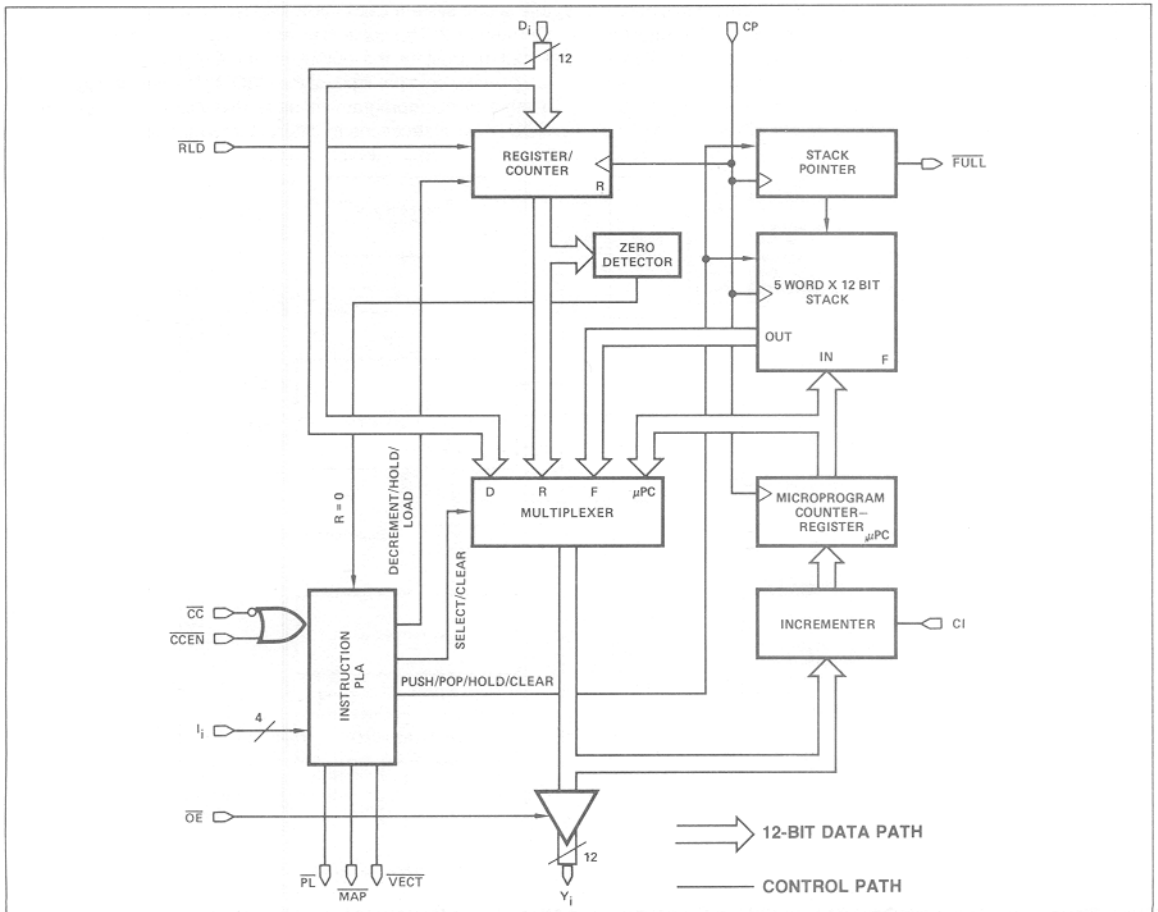 Di
CP
12
RLD
REGISTER/
COUNTER
R
STACK
POINTER
FULL
ZERO
DETECTOR
5 WORD X 12 BIT
STACK
OUT
IN
F
R = 0
DECREMENT/HOLD/
LOAD
D
R
F
μPC
MULTIPLEXER
MICROPROGRAM
COUNTER–
REGISTER
μPC
SELECT/CLEAR
CC
CCEN
INSTRUCTION
PLA
INCREMENTER
CI
PUSH/POP/HOLD/CLEAR
Ii
4
OE
12-BIT DATA PATH
12
PL
MAP
VECT
Yi
CONTROL PATH